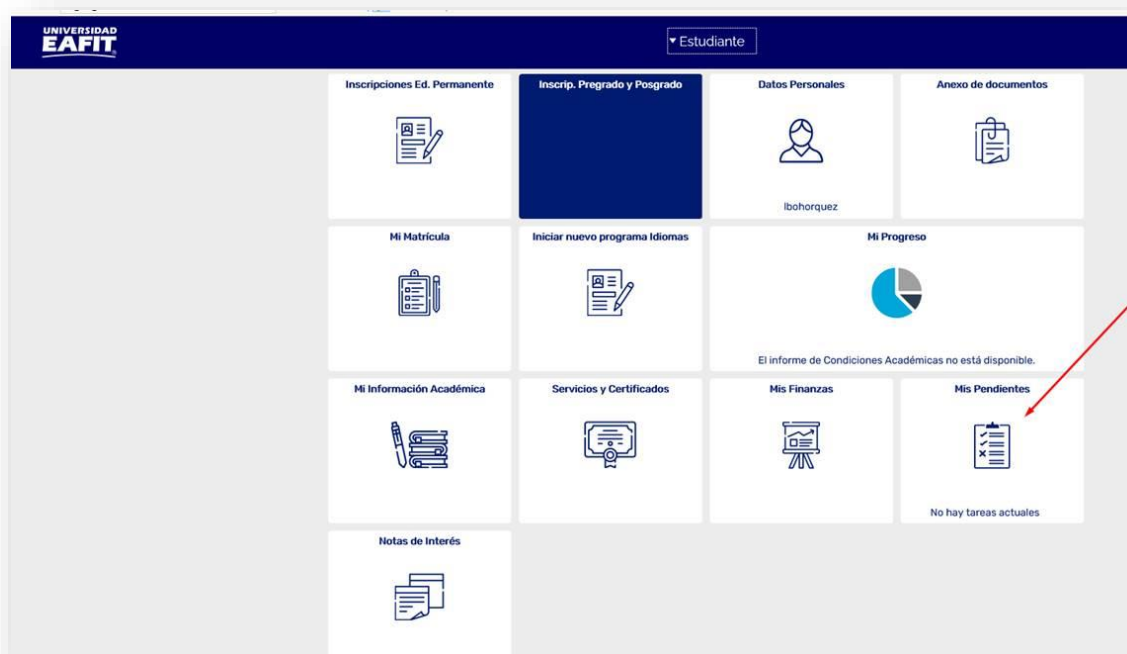 UNIVERSIDAD
EAFIT
Estudiante
Inscripciones Ed. Permanente
Inscrip. Pregrado y Posgrado
Datos Personales
Anexo de documentos
Ibohorquez
Mi Matrícula
Iniciar nuevo programa Idiomas
Mi Progreso
El informe de Condiciones Académicas no está disponible.
Mi Información Académica
Servicios y Certificados
Mis Finanzas
Mis Pendientes
No hay tareas actuales
Notas de Interés